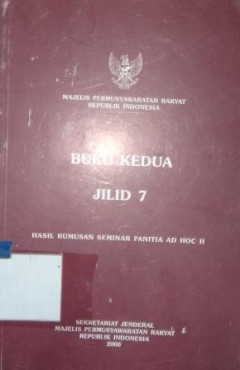 MAJELIS PERMUSYAWARATAN RAKYAT
REPUBLIK INDONESIA
BUKU KEDUA
JILID 7
HASIL RUMUSAN SEMINAR PANITIA AD HOC II
SEKRETARIAT JENDERAL
MAJELIS PERMUSYAWARATAN RAKYAT
REPUBLIK INDONESIA
2000